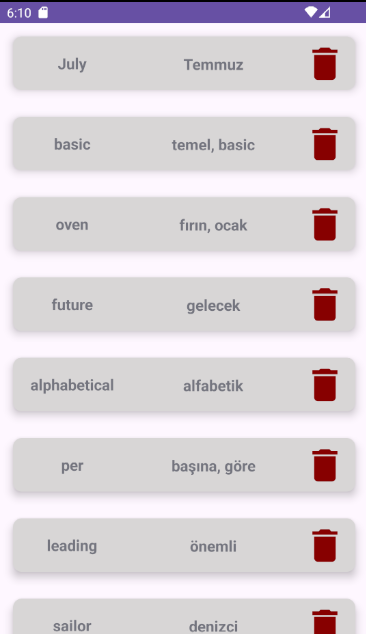 6:10
July Temmuz
basic temel, basic
oven fırın, ocak
future gelecek
alphabetical alfabetik
per başına, göre
leading önemli
sailor denizci